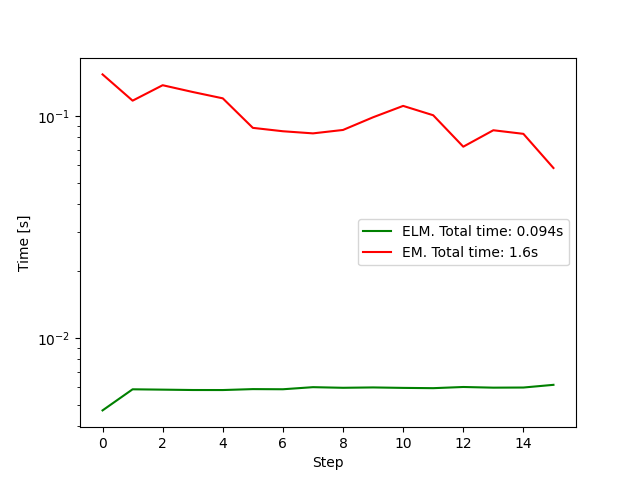 10⁻¹
10⁻²
Time [s]
ELM. Total time: 0.094s
EM. Total time: 1.6s
0 2 4 6 8 10 12 14
Step